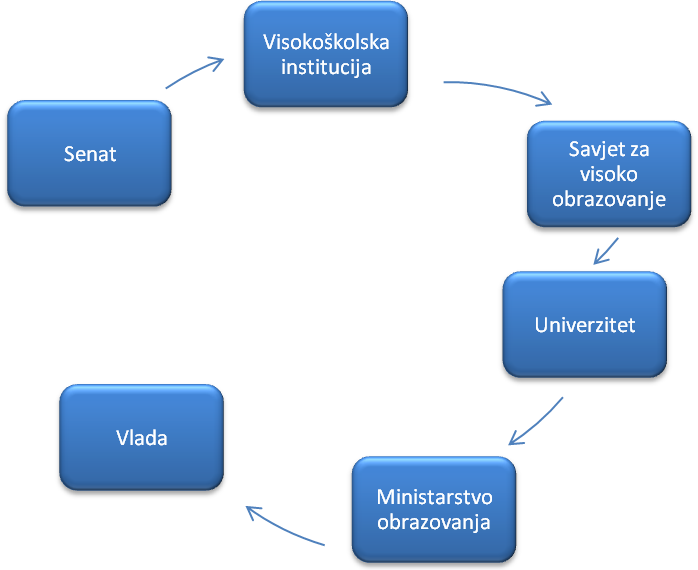 Visokoškolska
institucija
Senat
Savjet za
visoko
obrazovanje
Univerzitet
Vlada
Ministarstvo
obrazovanja